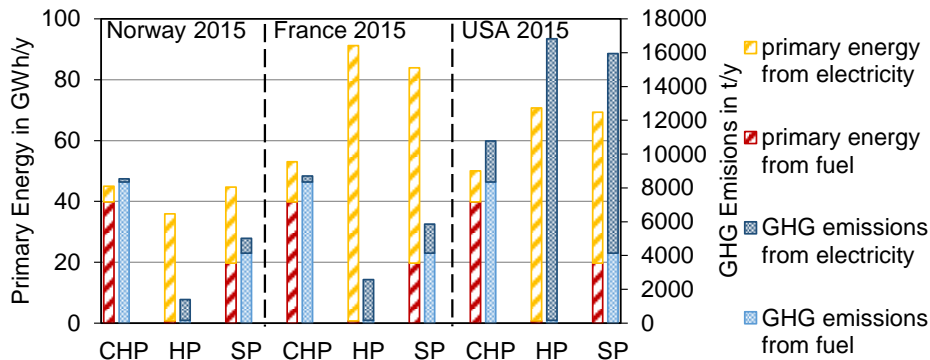 Norway 2015
France 2015
USA 2015
Primary Energy in GWh/y
100
80
60
40
20
0
18000
16000
14000
12000
10000
8000
6000
4000
2000
0
GHG Emissions in t/y
CHP HP SP CHP HP SP CHP HP SP
primary energy
from electricity
primary energy
from fuel
GHG emissions
from electricity
GHG emissions
from fuel